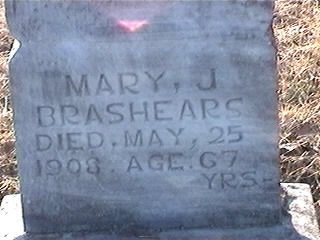 MARY, J
BRASHEARS
DIED, MAY, 25
1908. AGE. 67
YRS=